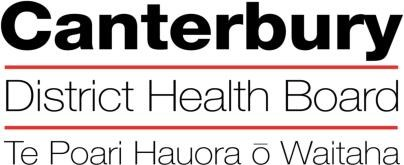 Canterbury
District Health Board
Te Poari Hauora ō Waitaha